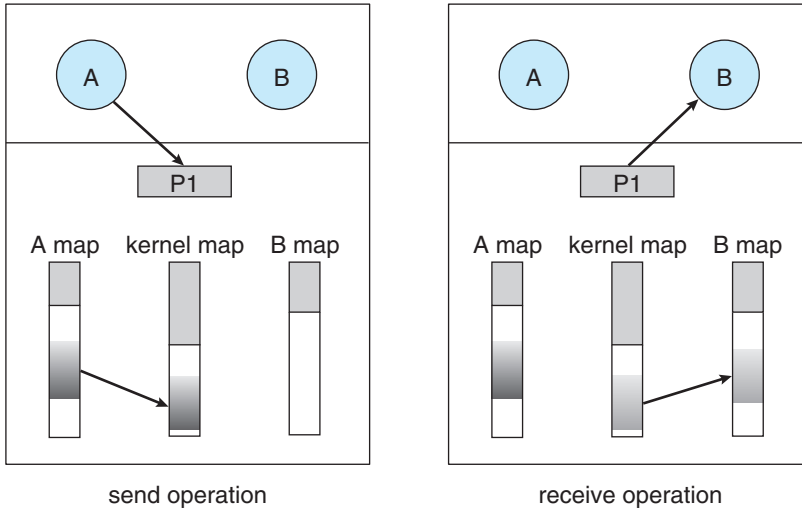 A
B
P1
A map
kernel map
B map
send operation
A
B
P1
A map
kernel map
B map
receive operation